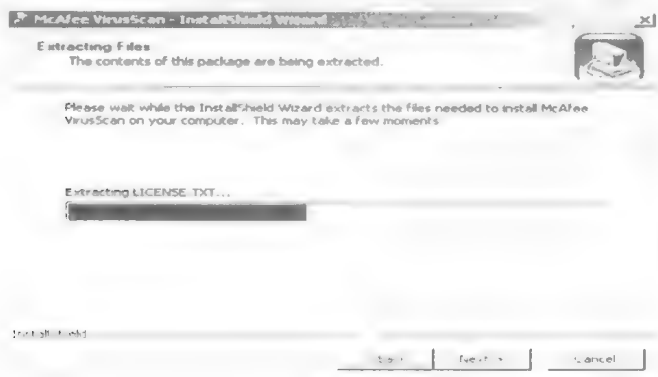 McAfee VirusScan - InstallShield Wizard
Extracting Files
The contents of this package are being extracted.
Please wait while the InstallShield Wizard extracts the files needed to install McAfee
VirusScan on your computer. This may take a few moments
Extracting LICENSE.TXT...
InstallShield
Next >
Cancel